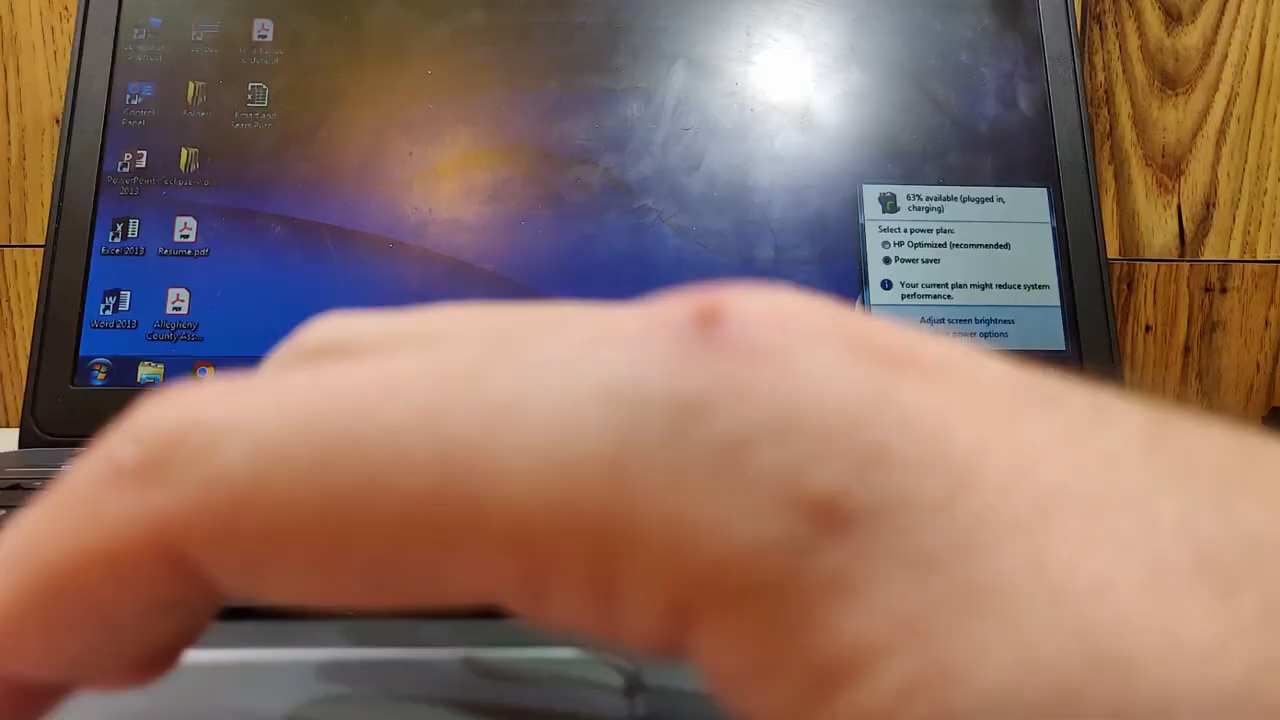 Control
Panel
Folders
PowerPoint
2013
Excel 2013
Resume.pdf
Word 2013
Allegheny
County Ass...
63% available (plugged in,
charging)
Select a power plan:
HP Optimized (recommended)
Power saver
Your current plan might reduce system
performance.
Adjust screen brightness
power options